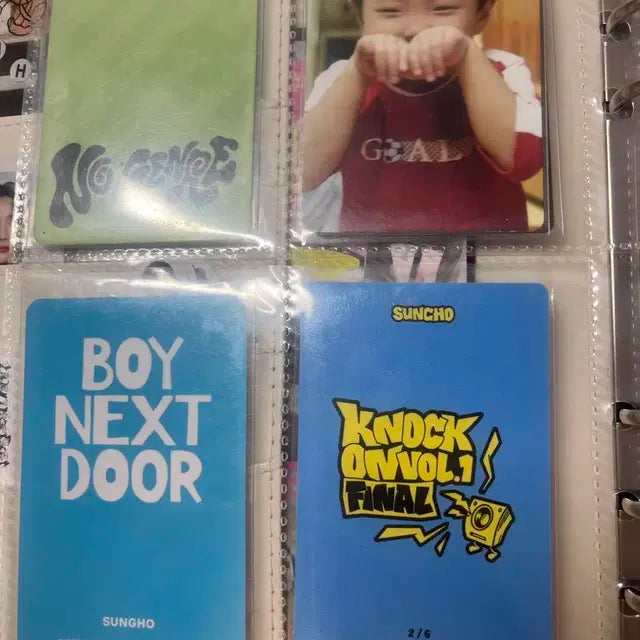 H
NO GENRE
GOAL
BOY
NEXT
DOOR
SUNGHO
SUNGHO
KNOCK
ON VOL.1
FINAL
2/6